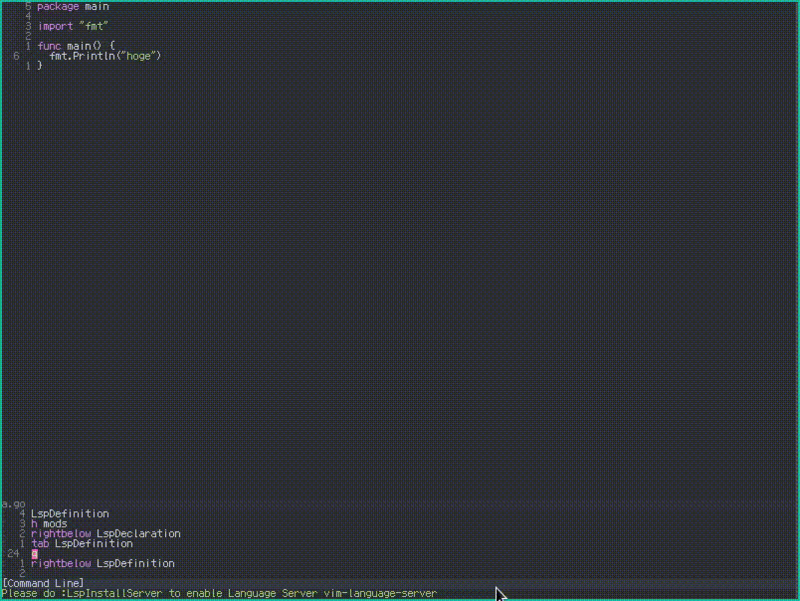 5 package main
4
3 import "fmt"
2
1 func main() {
6 fmt.Println("hoge")
1 }
a.go
4 LspDefinition
3 h mods
2 rightbelow LspDeclaration
1 tab LspDefinition
24 q
1 rightbelow LspDefinition
2
[Command Line]
Please do :LspInstallServer to enable Language Server vim-language-server